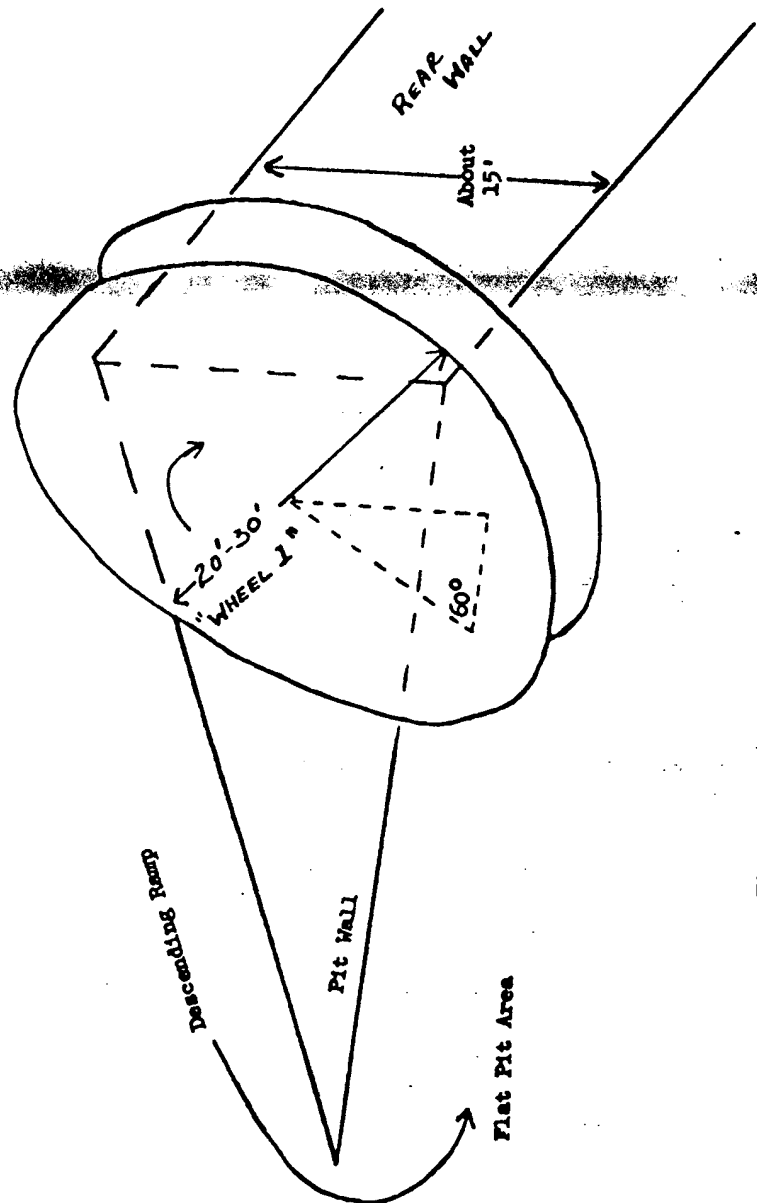 REAR
WALL
About
15'
20'-30'
"WHEEL 1"
60°
Descending Ramp
Pit Wall
Flat Pit Area